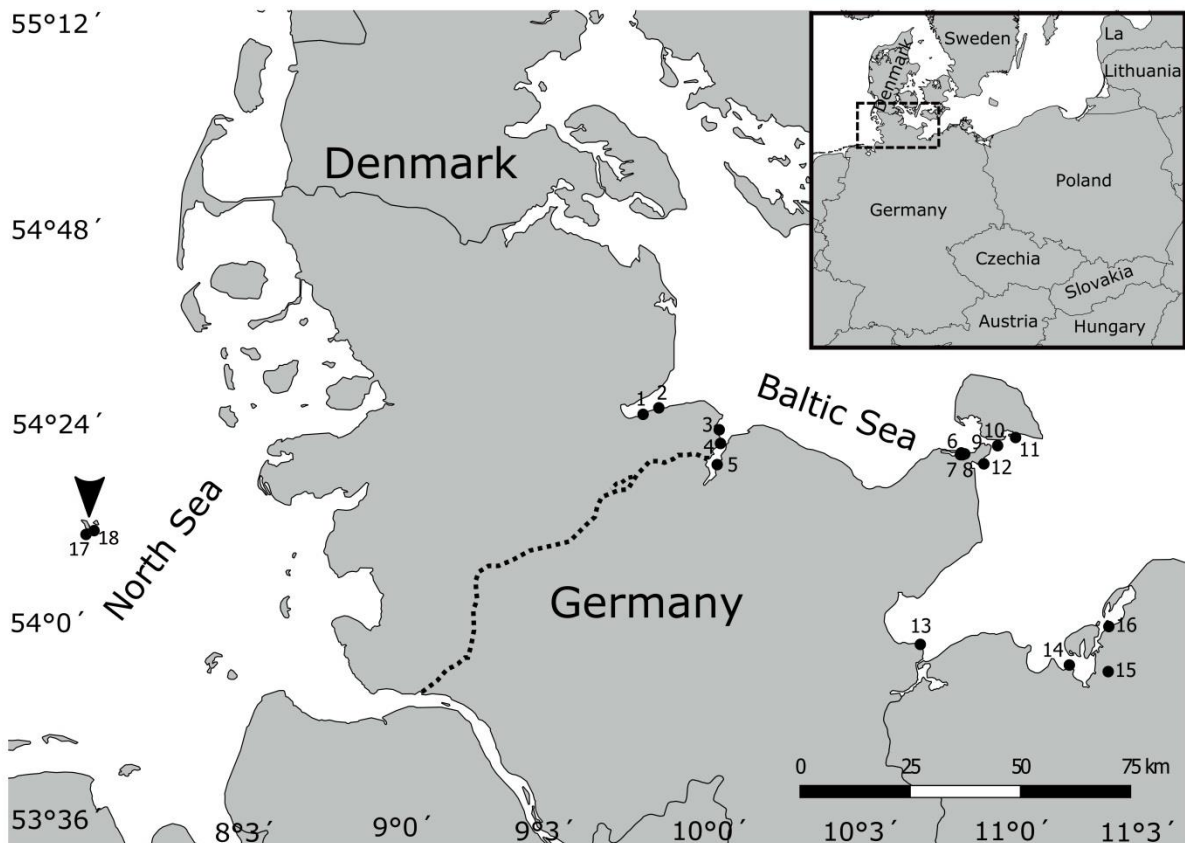 55°12´
54°48´
54°24´
54°0´
53°36´
8°3´
9°0´
9°3´
10°0´
10°3´
11°0´
11°3´
Denmark
Germany
North Sea
Baltic Sea
1
2
3
4
5
6
7
8
9
10
11
12
13
14
15
16
17
18
0
25
50
75 km
Sweden
Denmark
La
Lithuania
Poland
Germany
Czechia
Slovakia
Austria
Hungary